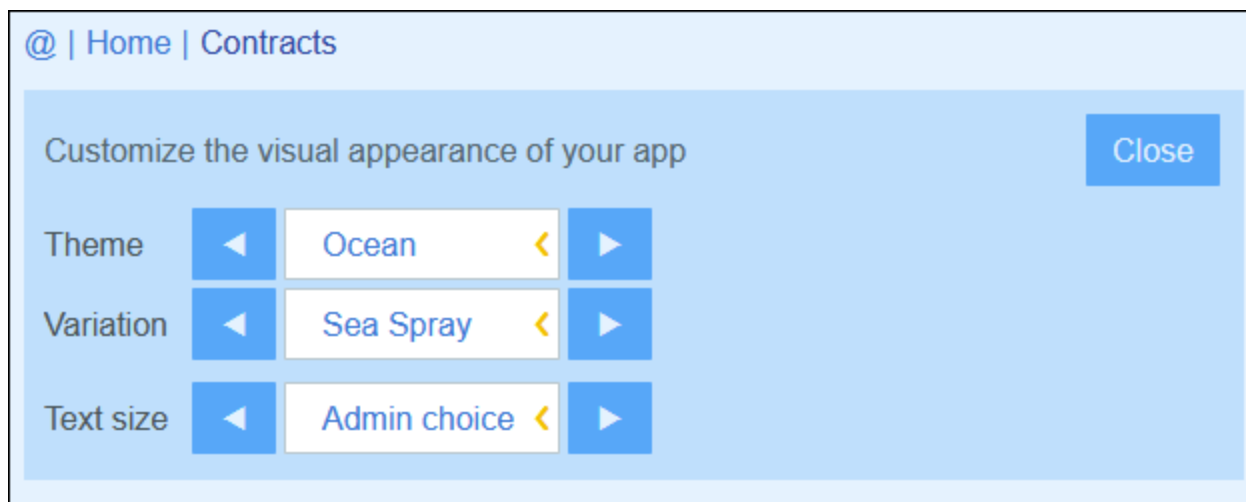 @ | Home | Contracts
Customize the visual appearance of your app
Close
Theme
Ocean
Variation
Sea Spray
Text size
Admin choice